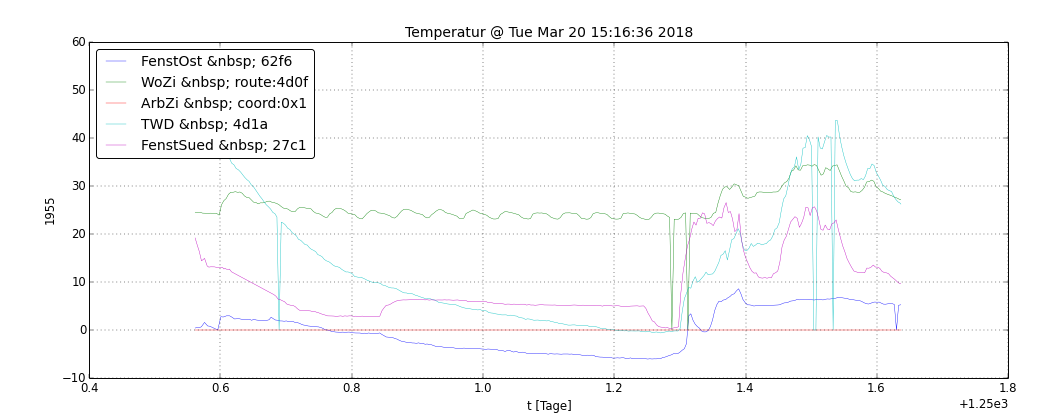 Temperatur @ Tue Mar 20 15:16:36 2018
60
50
40
30
20
10
0
−10
1955
FenstOst &nbsp; 62f6
WoZi &nbsp; route:4d0f
ArbZi &nbsp; coord:0x1
TWD &nbsp; 4d1a
FenstSued &nbsp; 27c1
0.4 0.6 0.8 1.0 1.2 1.4 1.6 1.8
t [Tage]
+1.25e3